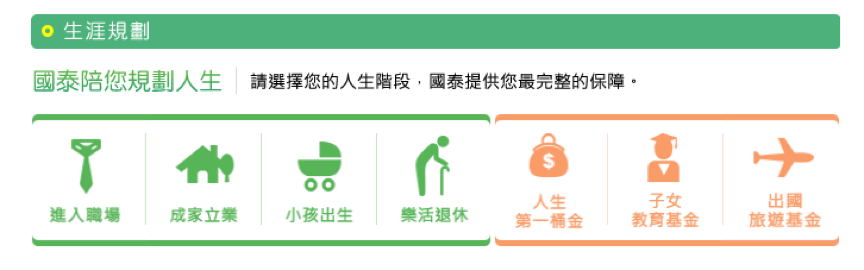 生涯規劃
國泰陪您規劃人生
請選擇您的人生階段，國泰提供您最完整的保障。
進入職場
成家立業
小孩出生
樂活退休
$
人生
第一桶金
子女
教育基金
出國
旅遊基金